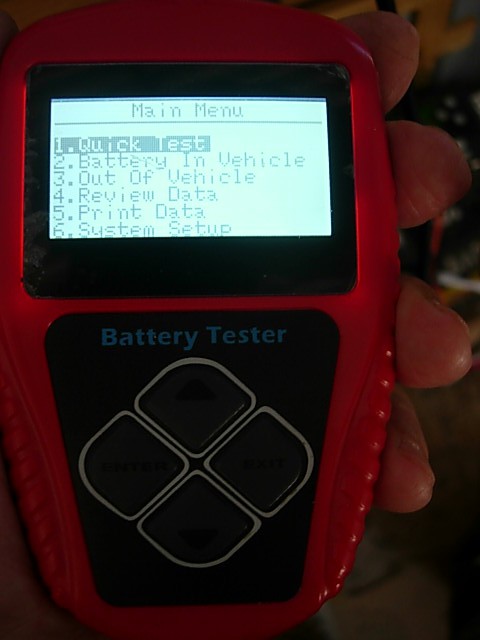 Main Menu
1.Quick Test
2.Battery In Vehicle
3.Out Of Vehicle
4.Review Data
5.Print Data
6.System Setup
Battery Tester
ENTER EXIT